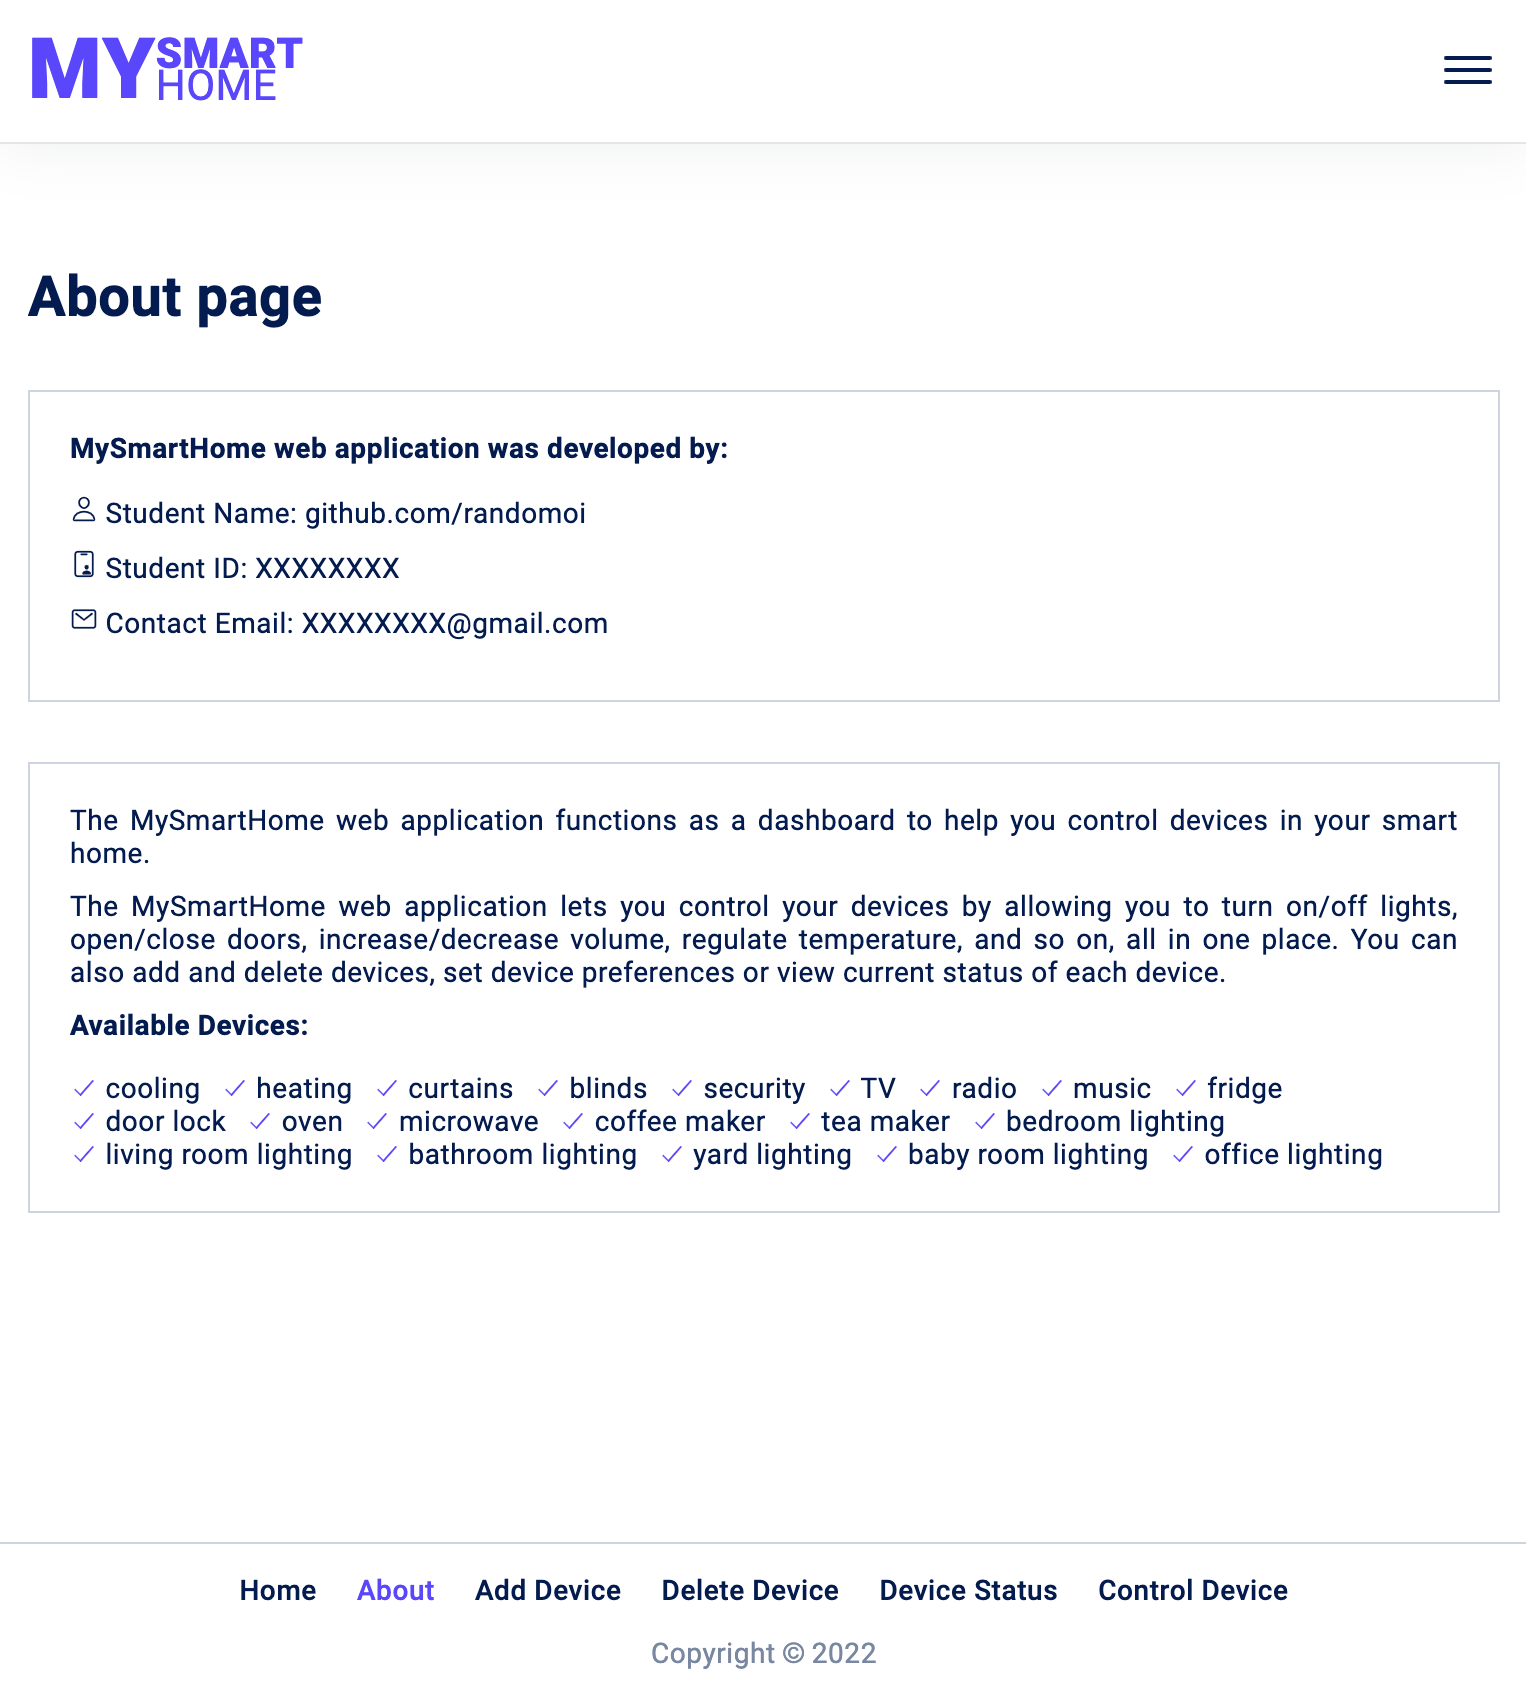 MY SMART
HOME
About page
MySmartHome web application was developed by:
Student Name: github.com/randomoi
Student ID: XXXXXXXX
Contact Email: XXXXXXXX@gmail.com
The MySmartHome web application functions as a dashboard to help you control devices in your smart
home.
The MySmartHome web application lets you control your devices by allowing you to turn on/off lights,
open/close doors, increase/decrease volume, regulate temperature, and so on, all in one place. You can
also add and delete devices, set device preferences or view current status of each device.
Available Devices:
cooling heating curtains blinds security TV radio music fridge
door lock oven microwave coffee maker tea maker bedroom lighting
living room lighting bathroom lighting yard lighting baby room lighting office lighting
Home About Add Device Delete Device Device Status Control Device
Copyright © 2022